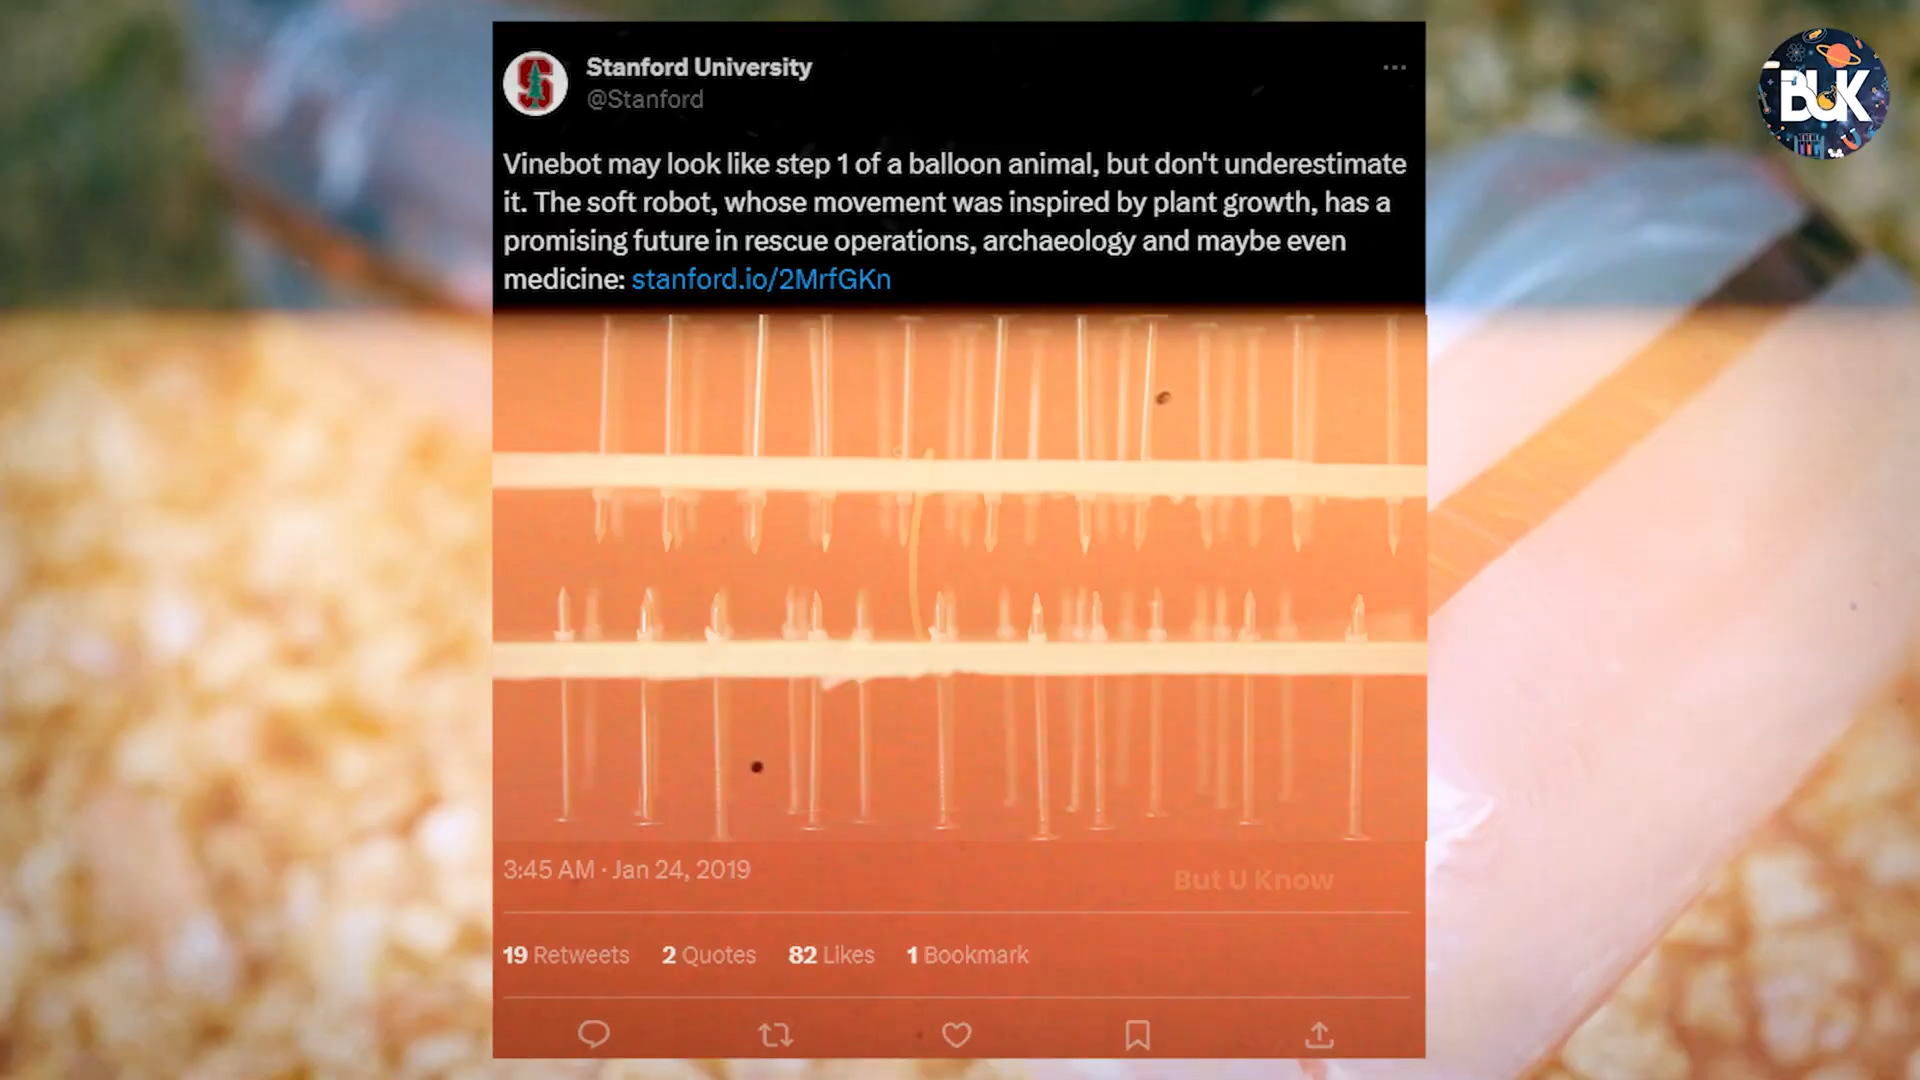 BUK
Stanford University
@Stanford
Vinebot may look like step 1 of a balloon animal, but don't underestimate
it. The soft robot, whose movement was inspired by plant growth, has a
promising future in rescue operations, archaeology and maybe even
medicine: stanford.io/2MrfGKn
3:45 AM · Jan 24, 2019
But U Know
19 Retweets 2 Quotes 82 Likes 1 Bookmark